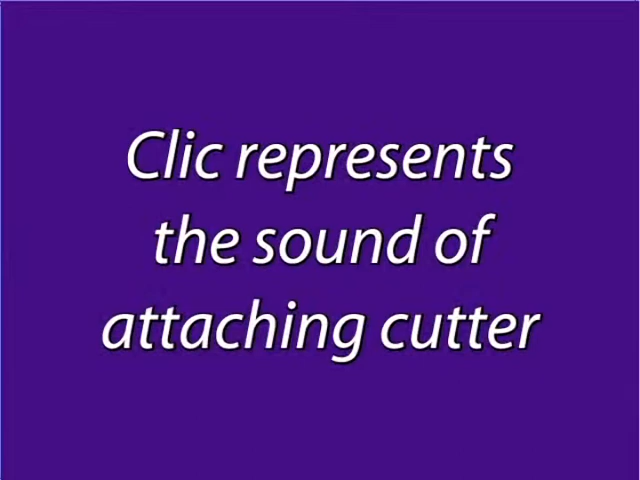 Clic represents
the sound of
attaching cutter